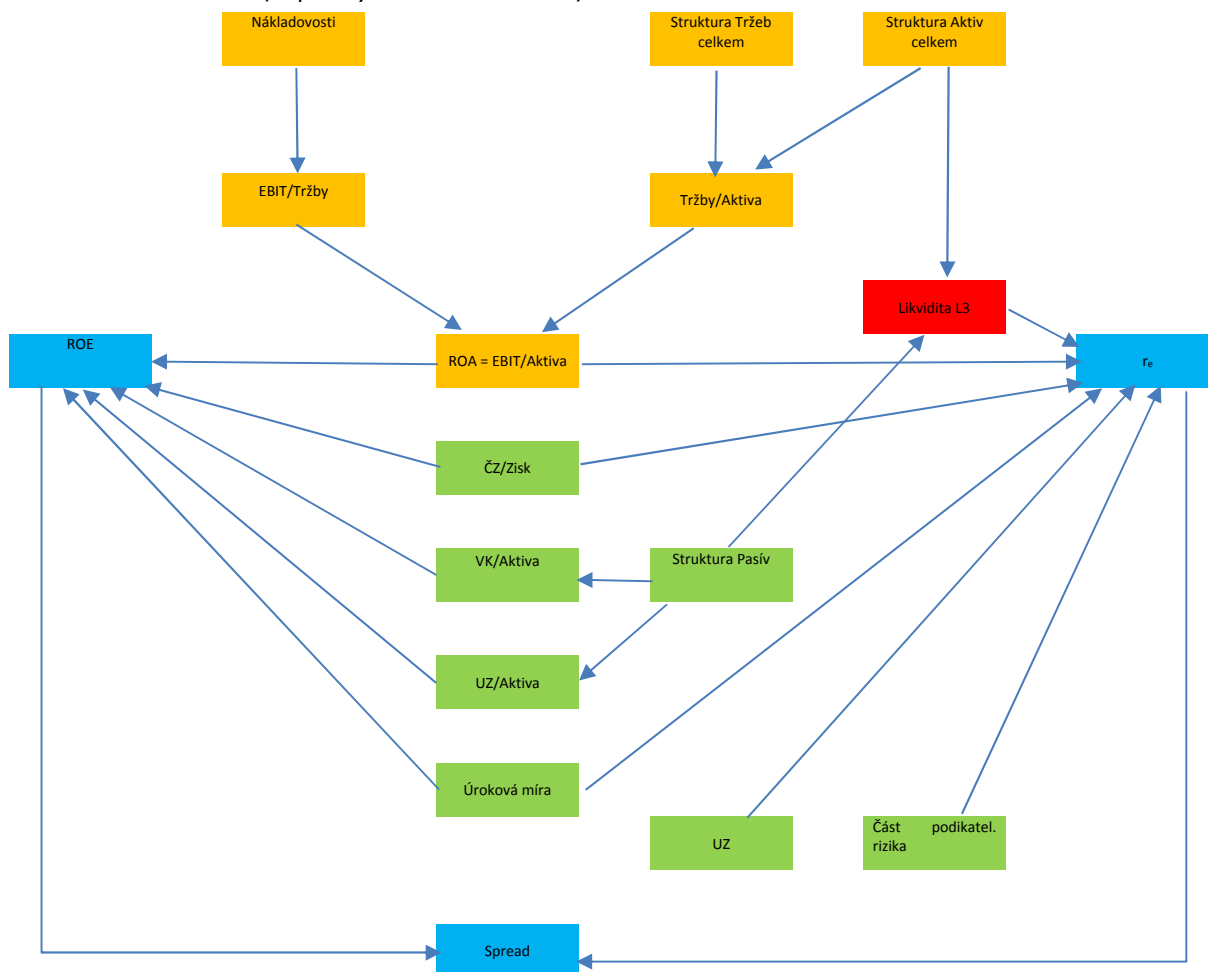 Nákladovosti
Struktura Tržeb
celkem
Struktura Aktiv
celkem
EBIT/Tržby
Tržby/Aktiva
Likvidita L3
ROE
ROA = EBIT/Aktiva
rₑ
ČZ/Zisk
VK/Aktiva
Struktura Pasív
UZ/Aktiva
Úroková míra
UZ
Část podikatel.
rizika
Spread